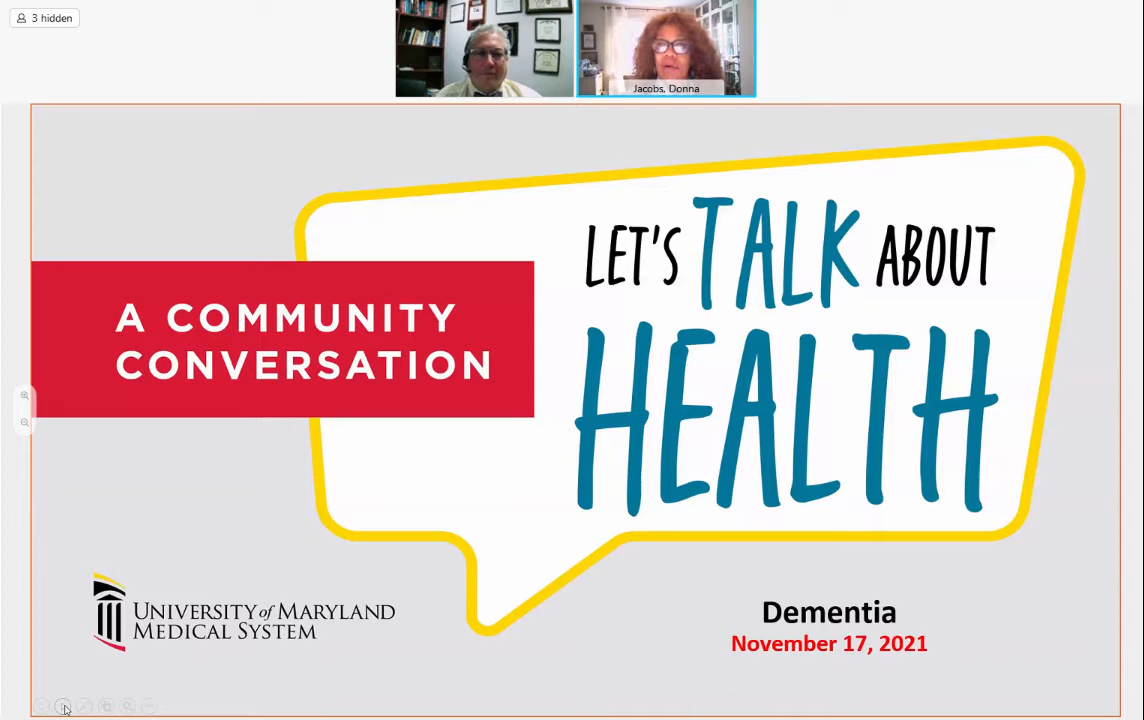 3 hidden
Jacobs, Donna
LET'S TALK ABOUT
HEALTH
A COMMUNITY
CONVERSATION
UNIVERSITY of MARYLAND
MEDICAL SYSTEM
Dementia
November 17, 2021